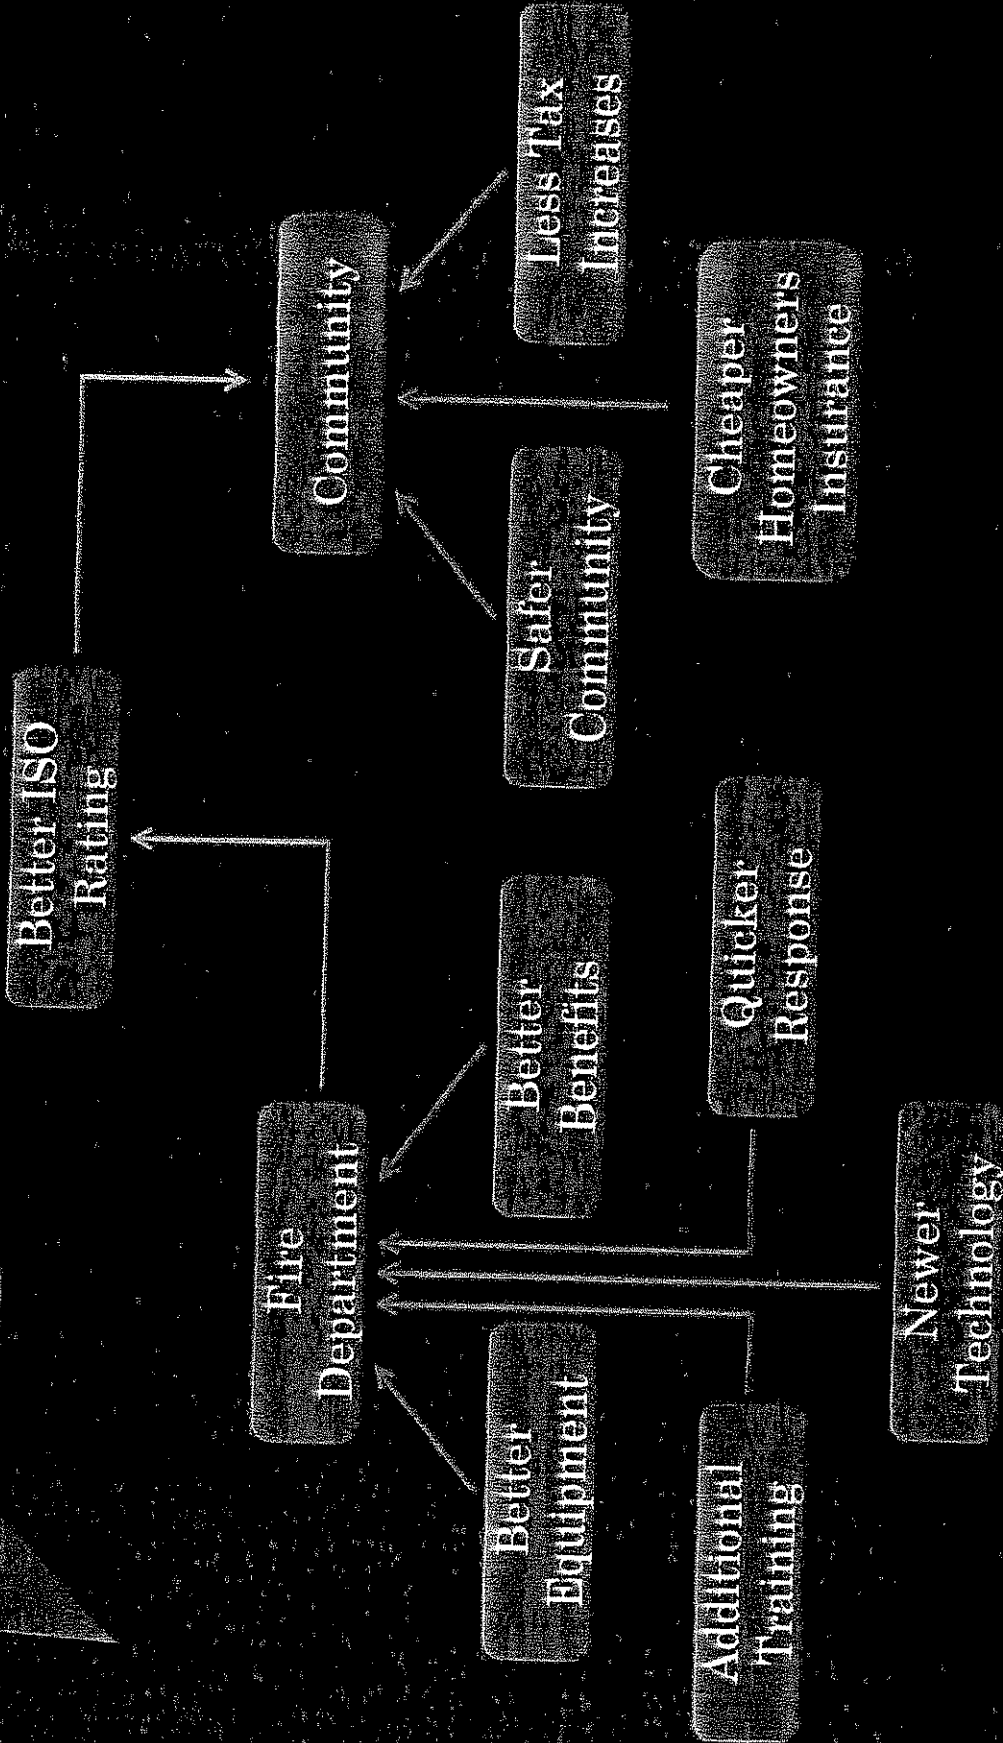 Better ISO
Rating
Fire
Department
Community
Better
Equipment
Better
Benefits
Safer
Community
Less Tax
Increases
Additional
Training
Quicker
Response
Cheaper
Homeowners
Insurance
Newer
Technology